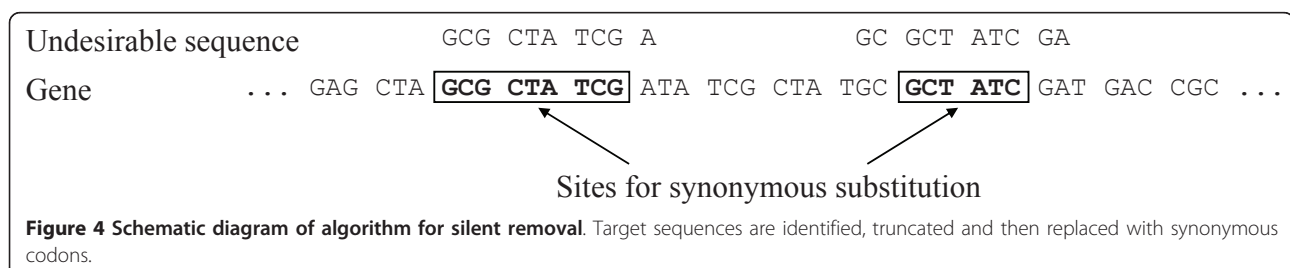 Undesirable sequence GCG CTA TCG A GC GCT ATC GA
Gene ... GAG CTA GCG CTA TCG ATA TCG CTA TGC GCT ATC GAT GAC CGC ...
Sites for synonymous substitution
Figure 4 Schematic diagram of algorithm for silent removal. Target sequences are identified, truncated and then replaced with synonymous
codons.